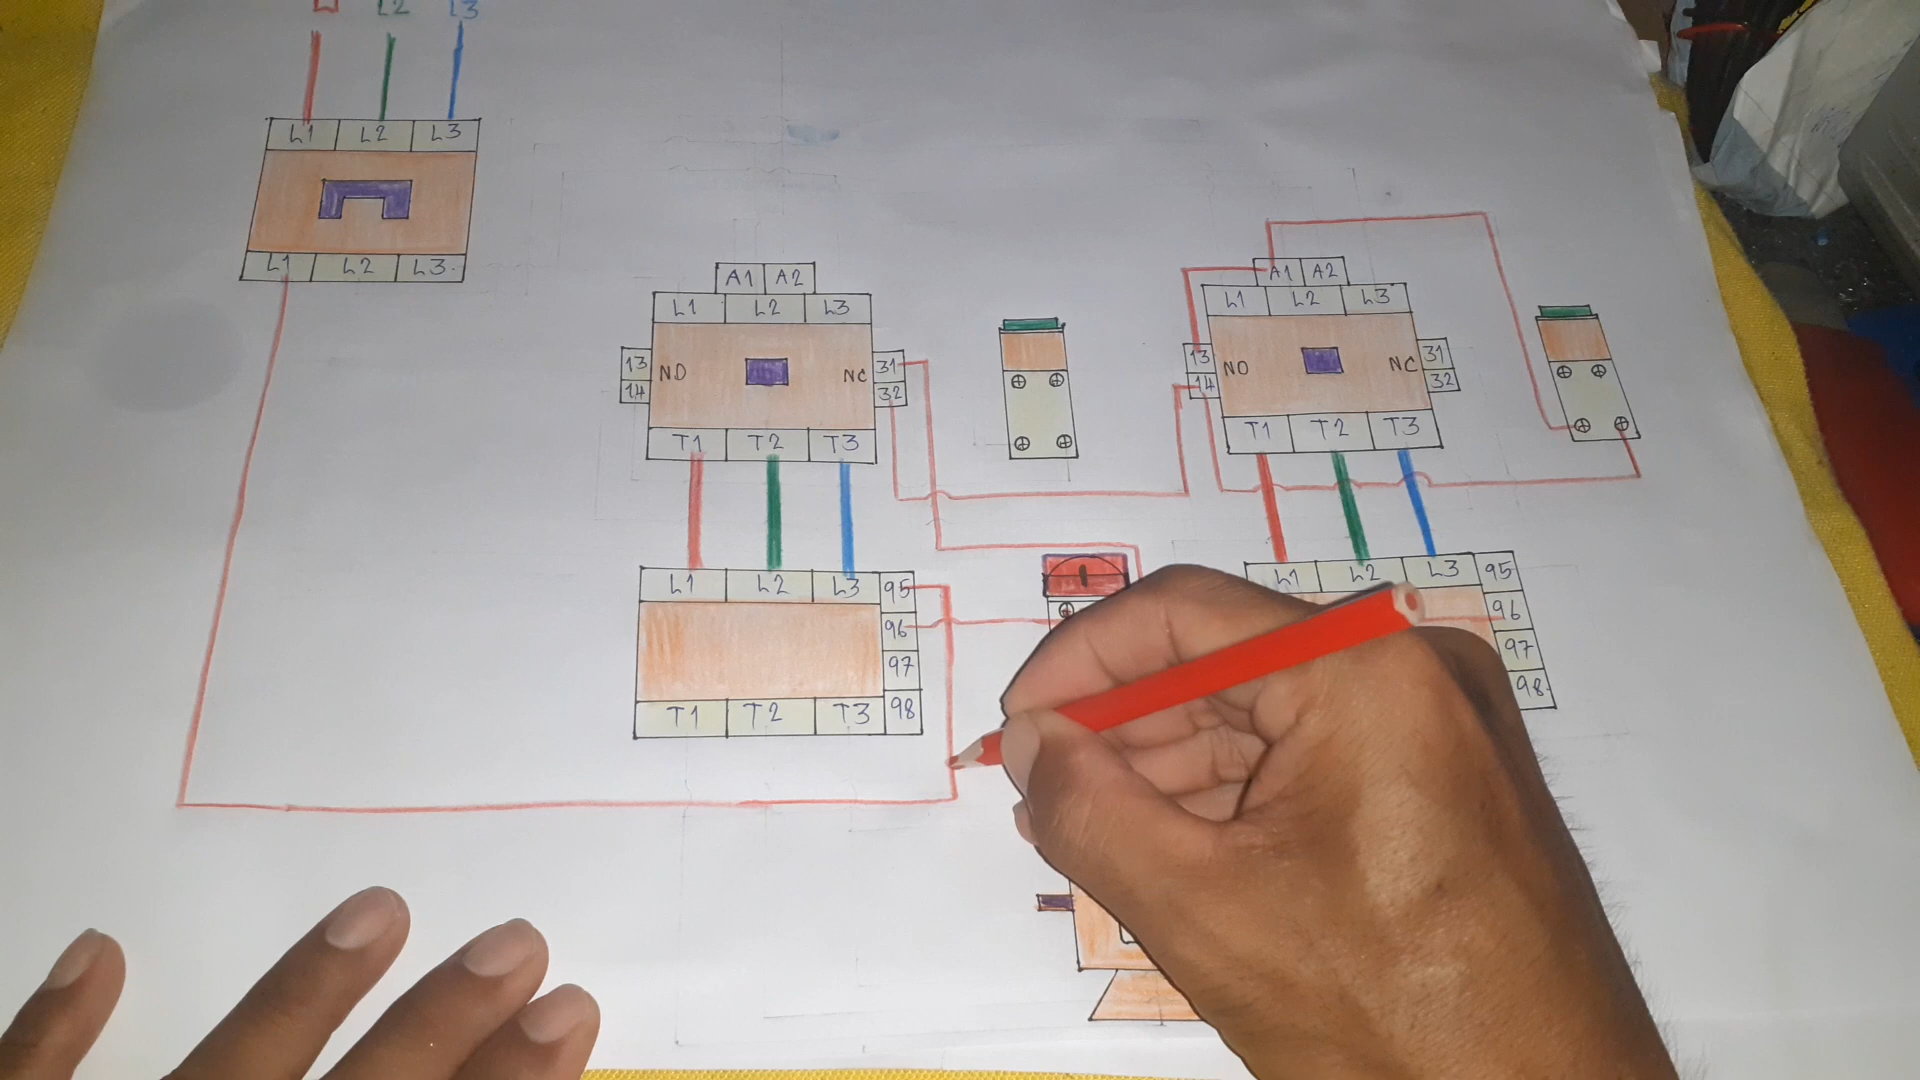 L2 L3
L1 L2 L3
L1 L2 L3.
A1 A2
L1 L2 L3
13 NO NC 31
14 32
T1 T2 T3
A1 A2
L1 L2 L3
13 NO NC 31
14 32
T1 T2 T3
L1 L2 L3 95
96
97
T1 T2 T3 98
L1 L2 L3 95
96
97
98.